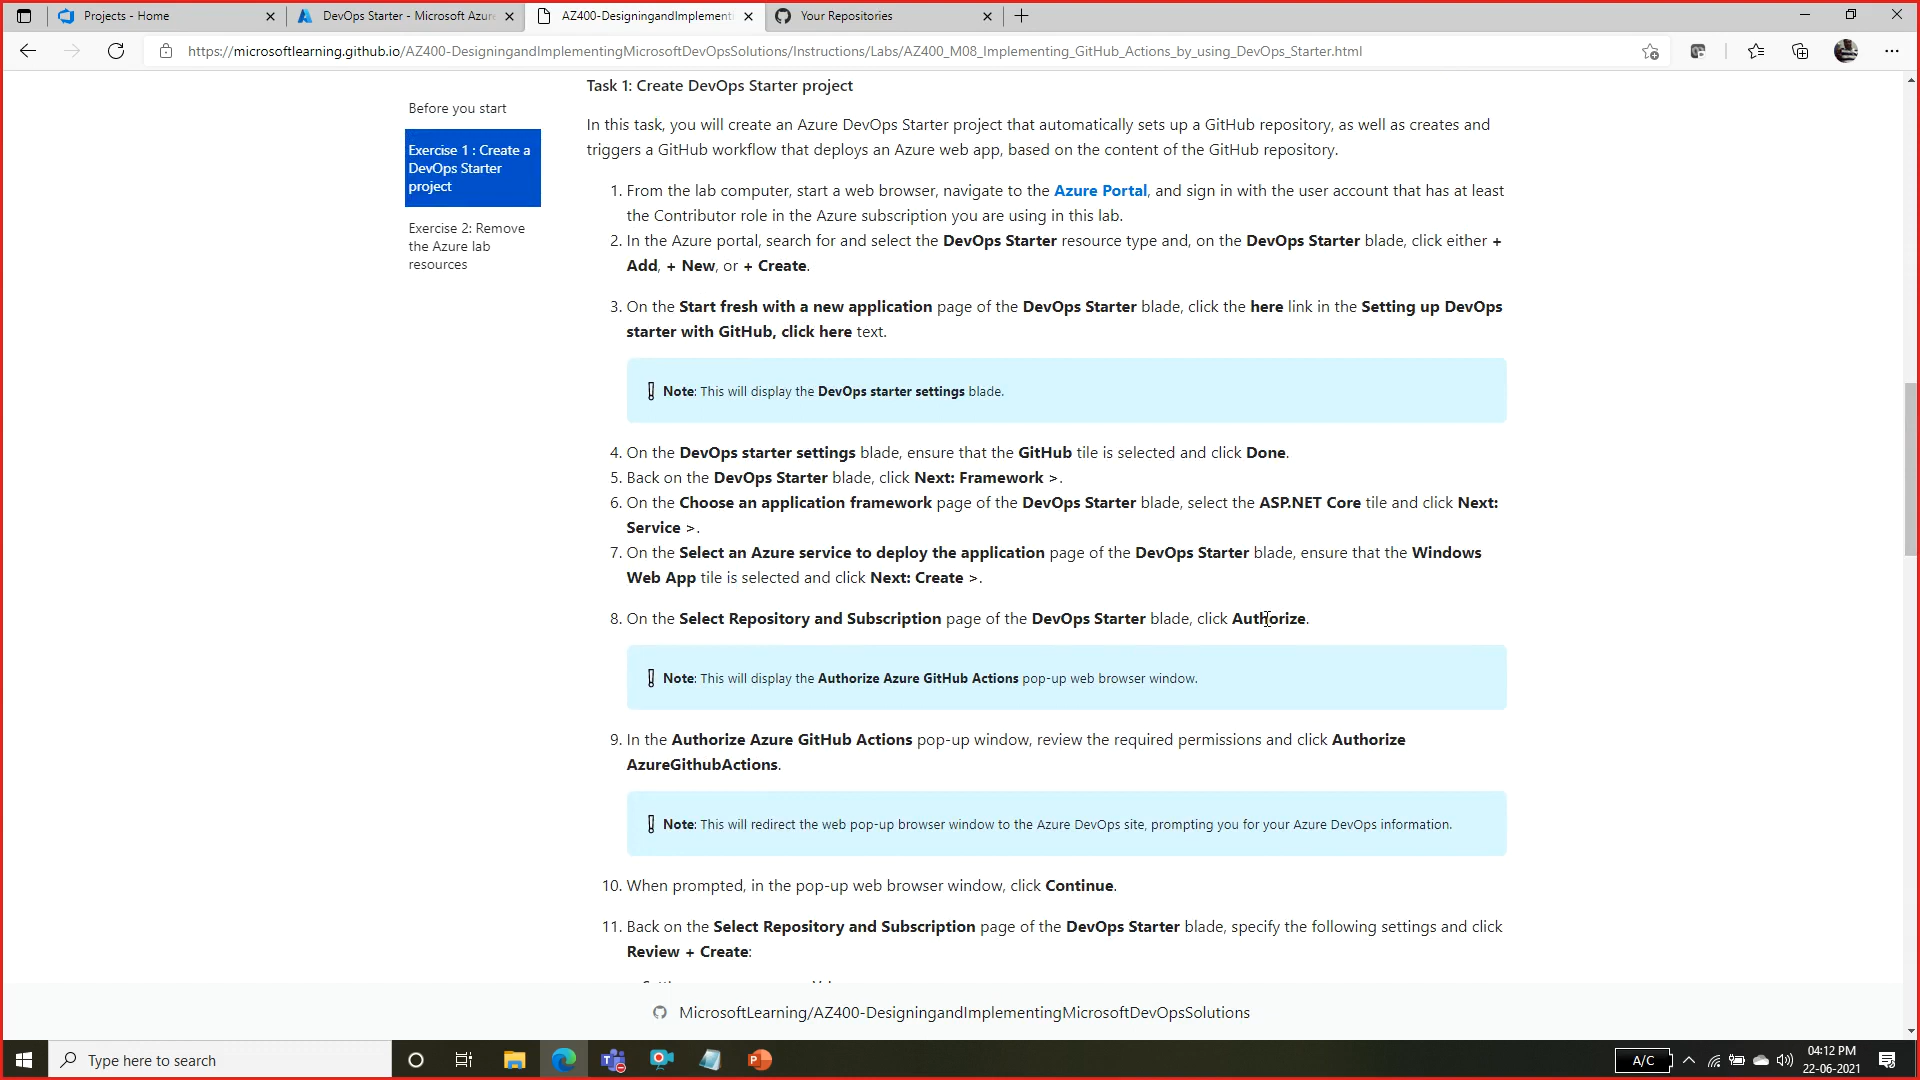 Projects - Home
DevOps Starter - Microsoft Azur
AZ400-DesigningandImplementi
Your Repositories
https://microsoftlearning.github.io/AZ400-DesigningandImplementingMicrosoftDevOpsSolutions/Instructions/Labs/AZ400_M08_Implementing_GitHub_Actions_by_using_DevOps_Starter.html
Before you start
Exercise 1 : Create a
DevOps Starter
project
Exercise 2: Remove
the Azure lab
resources
Task 1: Create DevOps Starter project
In this task, you will create an Azure DevOps Starter project that automatically sets up a GitHub repository, as well as creates and
triggers a GitHub workflow that deploys an Azure web app, based on the content of the GitHub repository.
1. From the lab computer, start a web browser, navigate to the Azure Portal, and sign in with the user account that has at least
the Contributor role in the Azure subscription you are using in this lab.
2. In the Azure portal, search for and select the DevOps Starter resource type and, on the DevOps Starter blade, click either +
Add, + New, or + Create.
3. On the Start fresh with a new application page of the DevOps Starter blade, click the here link in the Setting up DevOps
starter with GitHub, click here text.
Note: This will display the DevOps starter settings blade.
4. On the DevOps starter settings blade, ensure that the GitHub tile is selected and click Done.
5. Back on the DevOps Starter blade, click Next: Framework >.
6. On the Choose an application framework page of the DevOps Starter blade, select the ASP.NET Core tile and click Next:
Service >.
7. On the Select an Azure service to deploy the application page of the DevOps Starter blade, ensure that the Windows
Web App tile is selected and click Next: Create >.
8. On the Select Repository and Subscription page of the DevOps Starter blade, click Authorize.
Note: This will display the Authorize Azure GitHub Actions pop-up web browser window.
9. In the Authorize Azure GitHub Actions pop-up window, review the required permissions and click Authorize
AzureGithubActions.
Note: This will redirect the web pop-up browser window to the Azure DevOps site, prompting you for your Azure DevOps information.
10. When prompted, in the pop-up web browser window, click Continue.
11. Back on the Select Repository and Subscription page of the DevOps Starter blade, specify the following settings and click
Review + Create:
MicrosoftLearning/AZ400-DesigningandImplementingMicrosoftDevOpsSolutions
Type here to search
A/C
04:12 PM
22-06-2021